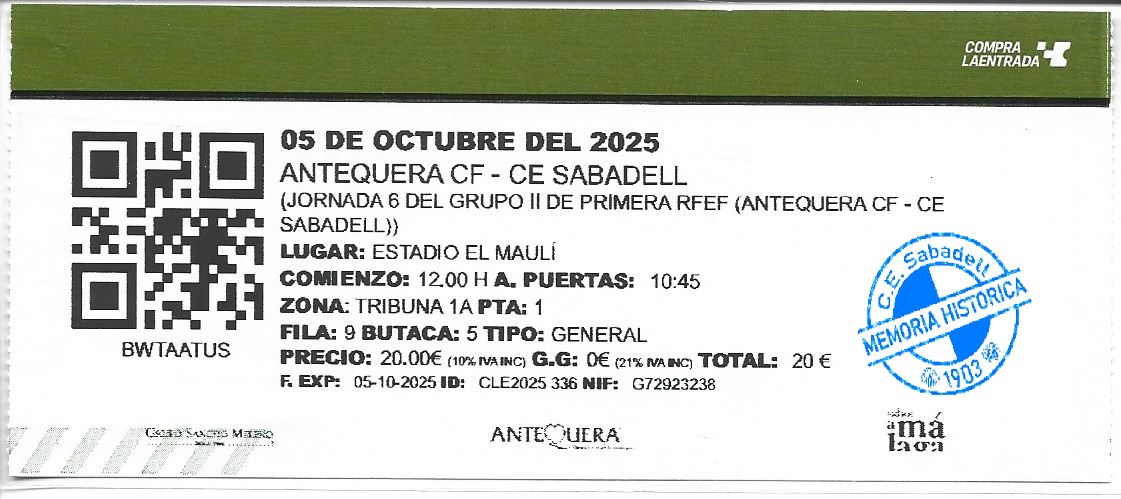 COMPRA
LAENTRADA
05 DE OCTUBRE DEL 2025
ANTEQUERA CF - CE SABADELL
(JORNADA 6 DEL GRUPO II DE PRIMERA RFEF (ANTEQUERA CF - CE
SABADELL))
LUGAR: ESTADIO EL MAULÍ
COMIENZO: 12.00 H A. PUERTAS: 10:45
ZONA: TRIBUNA 1A PTA: 1
FILA: 9 BUTACA: 5 TIPO: GENERAL
PRECIO: 20.00€ (10% IVA INC) G.G: 0€ (21% IVA INC) TOTAL: 20 €
F. EXP: 05-10-2025 ID: CLE2025 336 NIF: G72923238
BWTAATUS
C.E. Sabadell
MEMORIA HISTORICA
1903
ANTEQUERA
málaga